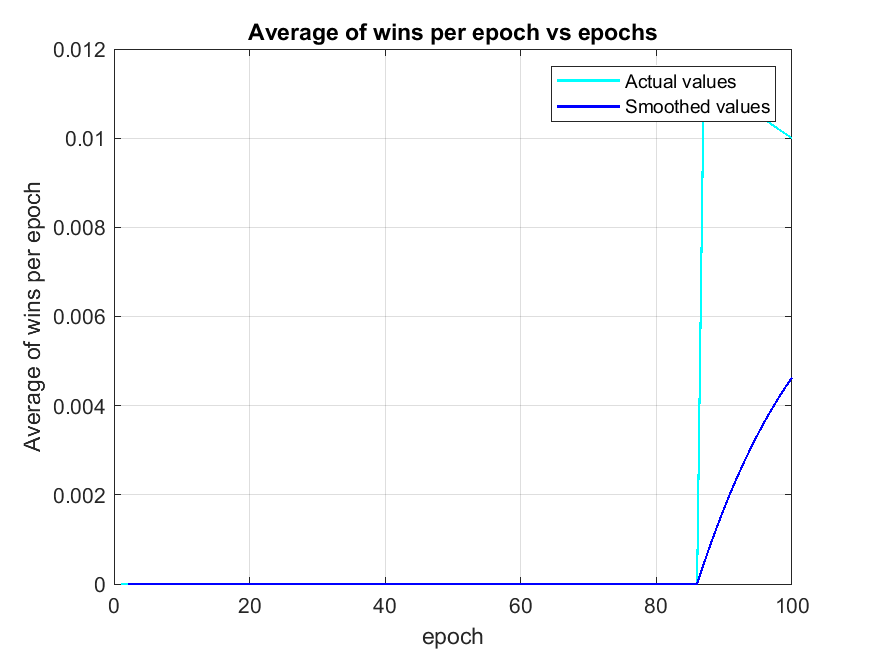 Average of wins per epoch vs epochs
0.012
Actual values
Smoothed values
0.01
0.008
0.006
0.004
0.002
0
Average of wins per epoch
0 20 40 60 80 100
epoch